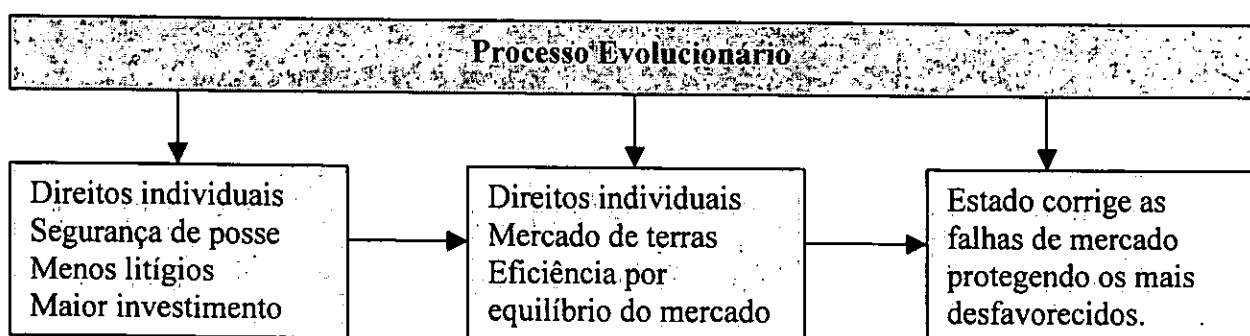 Processo Evolucionário
Direitos individuais
Segurança de posse
Menos litígios
Maior investimento
Direitos individuais
Mercado de terras
Eficiência por
equilíbrio do mercado
Estado corrige as
falhas de mercado
protegendo os mais
desfavorecidos.